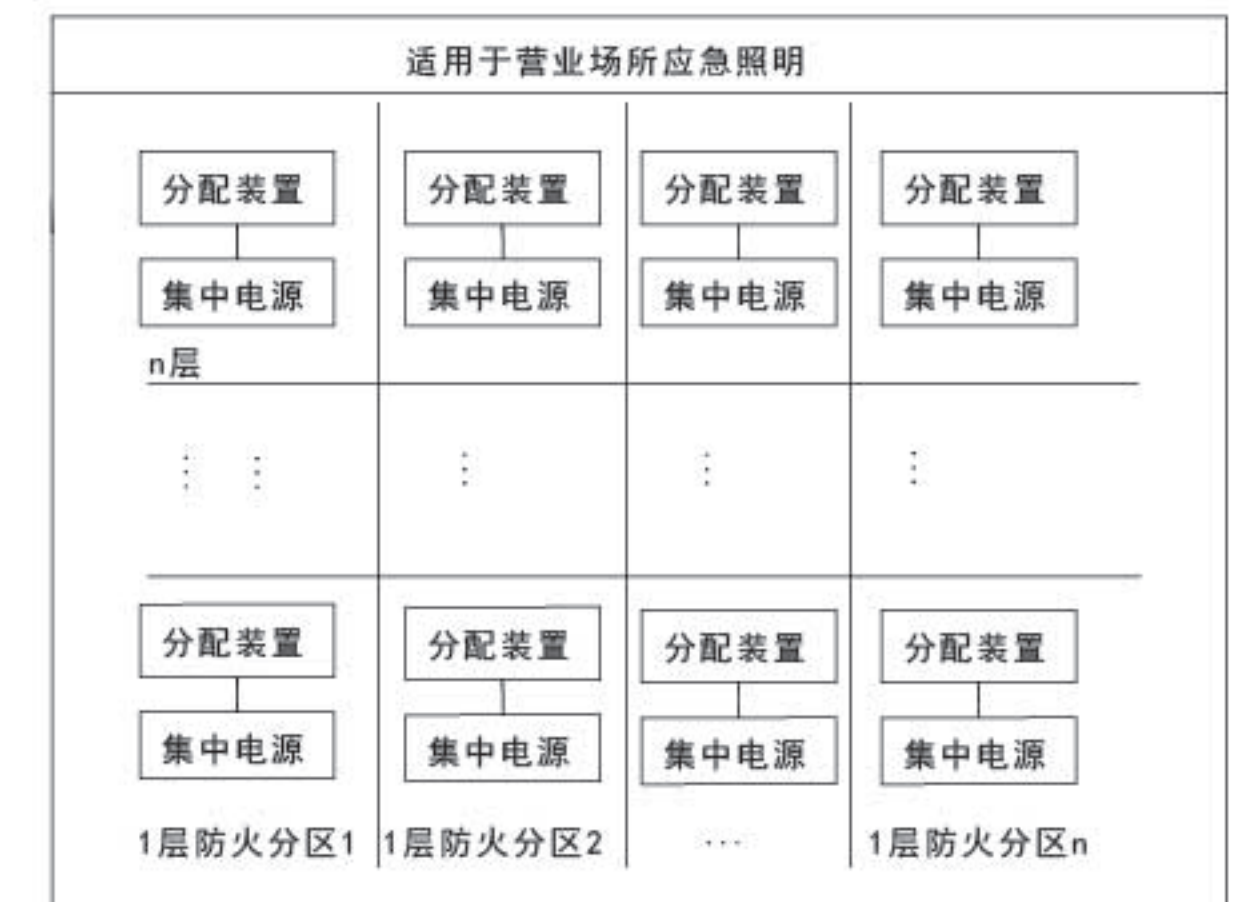 适用于营业场所应急照明
分配装置 分配装置 分配装置 分配装置
集中电源 集中电源 集中电源 集中电源
n层
分配装置 分配装置 分配装置 分配装置
集中电源 集中电源 集中电源 集中电源
1层防火分区1 1层防火分区2 ... 1层防火分区n